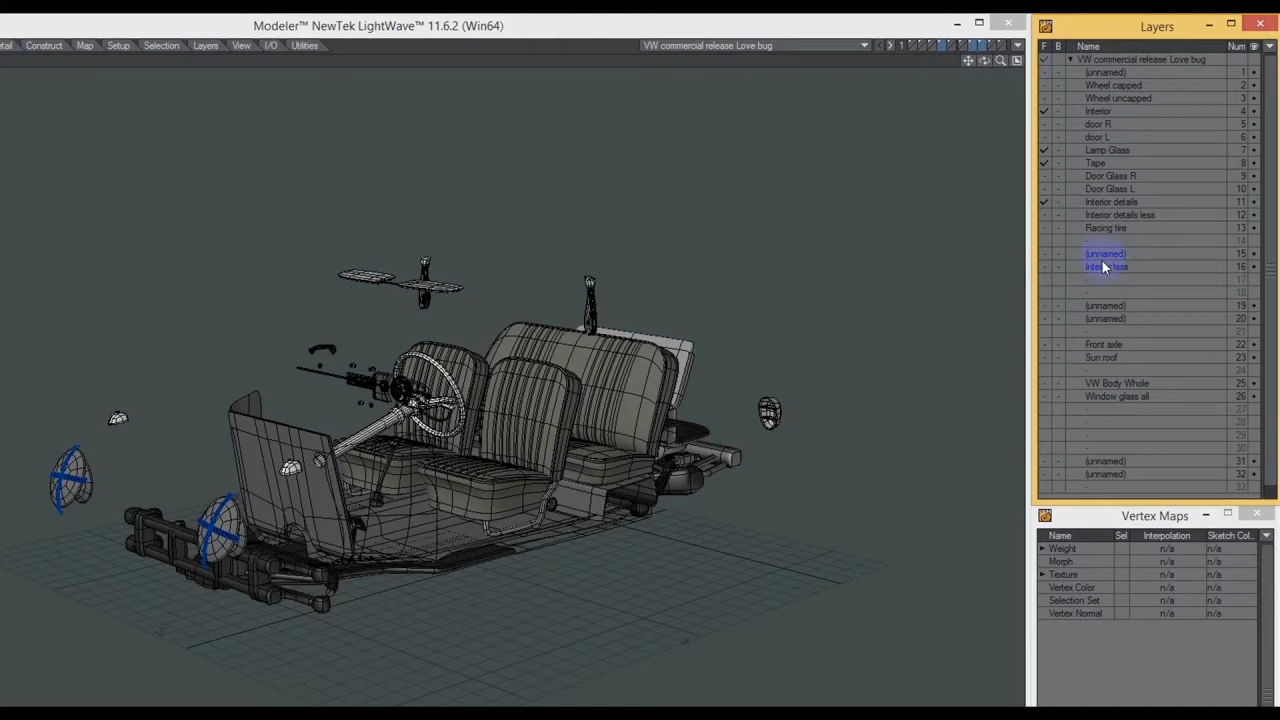 Modeler™ NewTek LightWave™ 11.6.2 (Win64)
Layers
etail Construct Map Setup Selection Layers View I/O Utilities
VW commercial release Love bug
1
F B Name Num
VW commercial release Love bug
(unnamed) 1
Wheel capped 2
Wheel uncapped 3
Interior 4
door R 5
door L 6
Lamp Glass 7
Tape 8
Door Glass R 9
Door Glass L 10
Interior details 11
Interior details less 12
Racing tire 13
14
(unnamed) 15
16
17
18
(unnamed) 19
(unnamed) 20
21
Front axle 22
Sun roof 23
24
VW Body Whole 25
Window glass all 26
27
28
29
30
(unnamed) 31
(unnamed) 32
33
Vertex Maps
Name Sel Interpolation Sketch Col...
Weight n/a n/a
Morph n/a n/a
Texture n/a n/a
Vertex Color n/a n/a
Selection Set n/a n/a
Vertex Normal n/a n/a